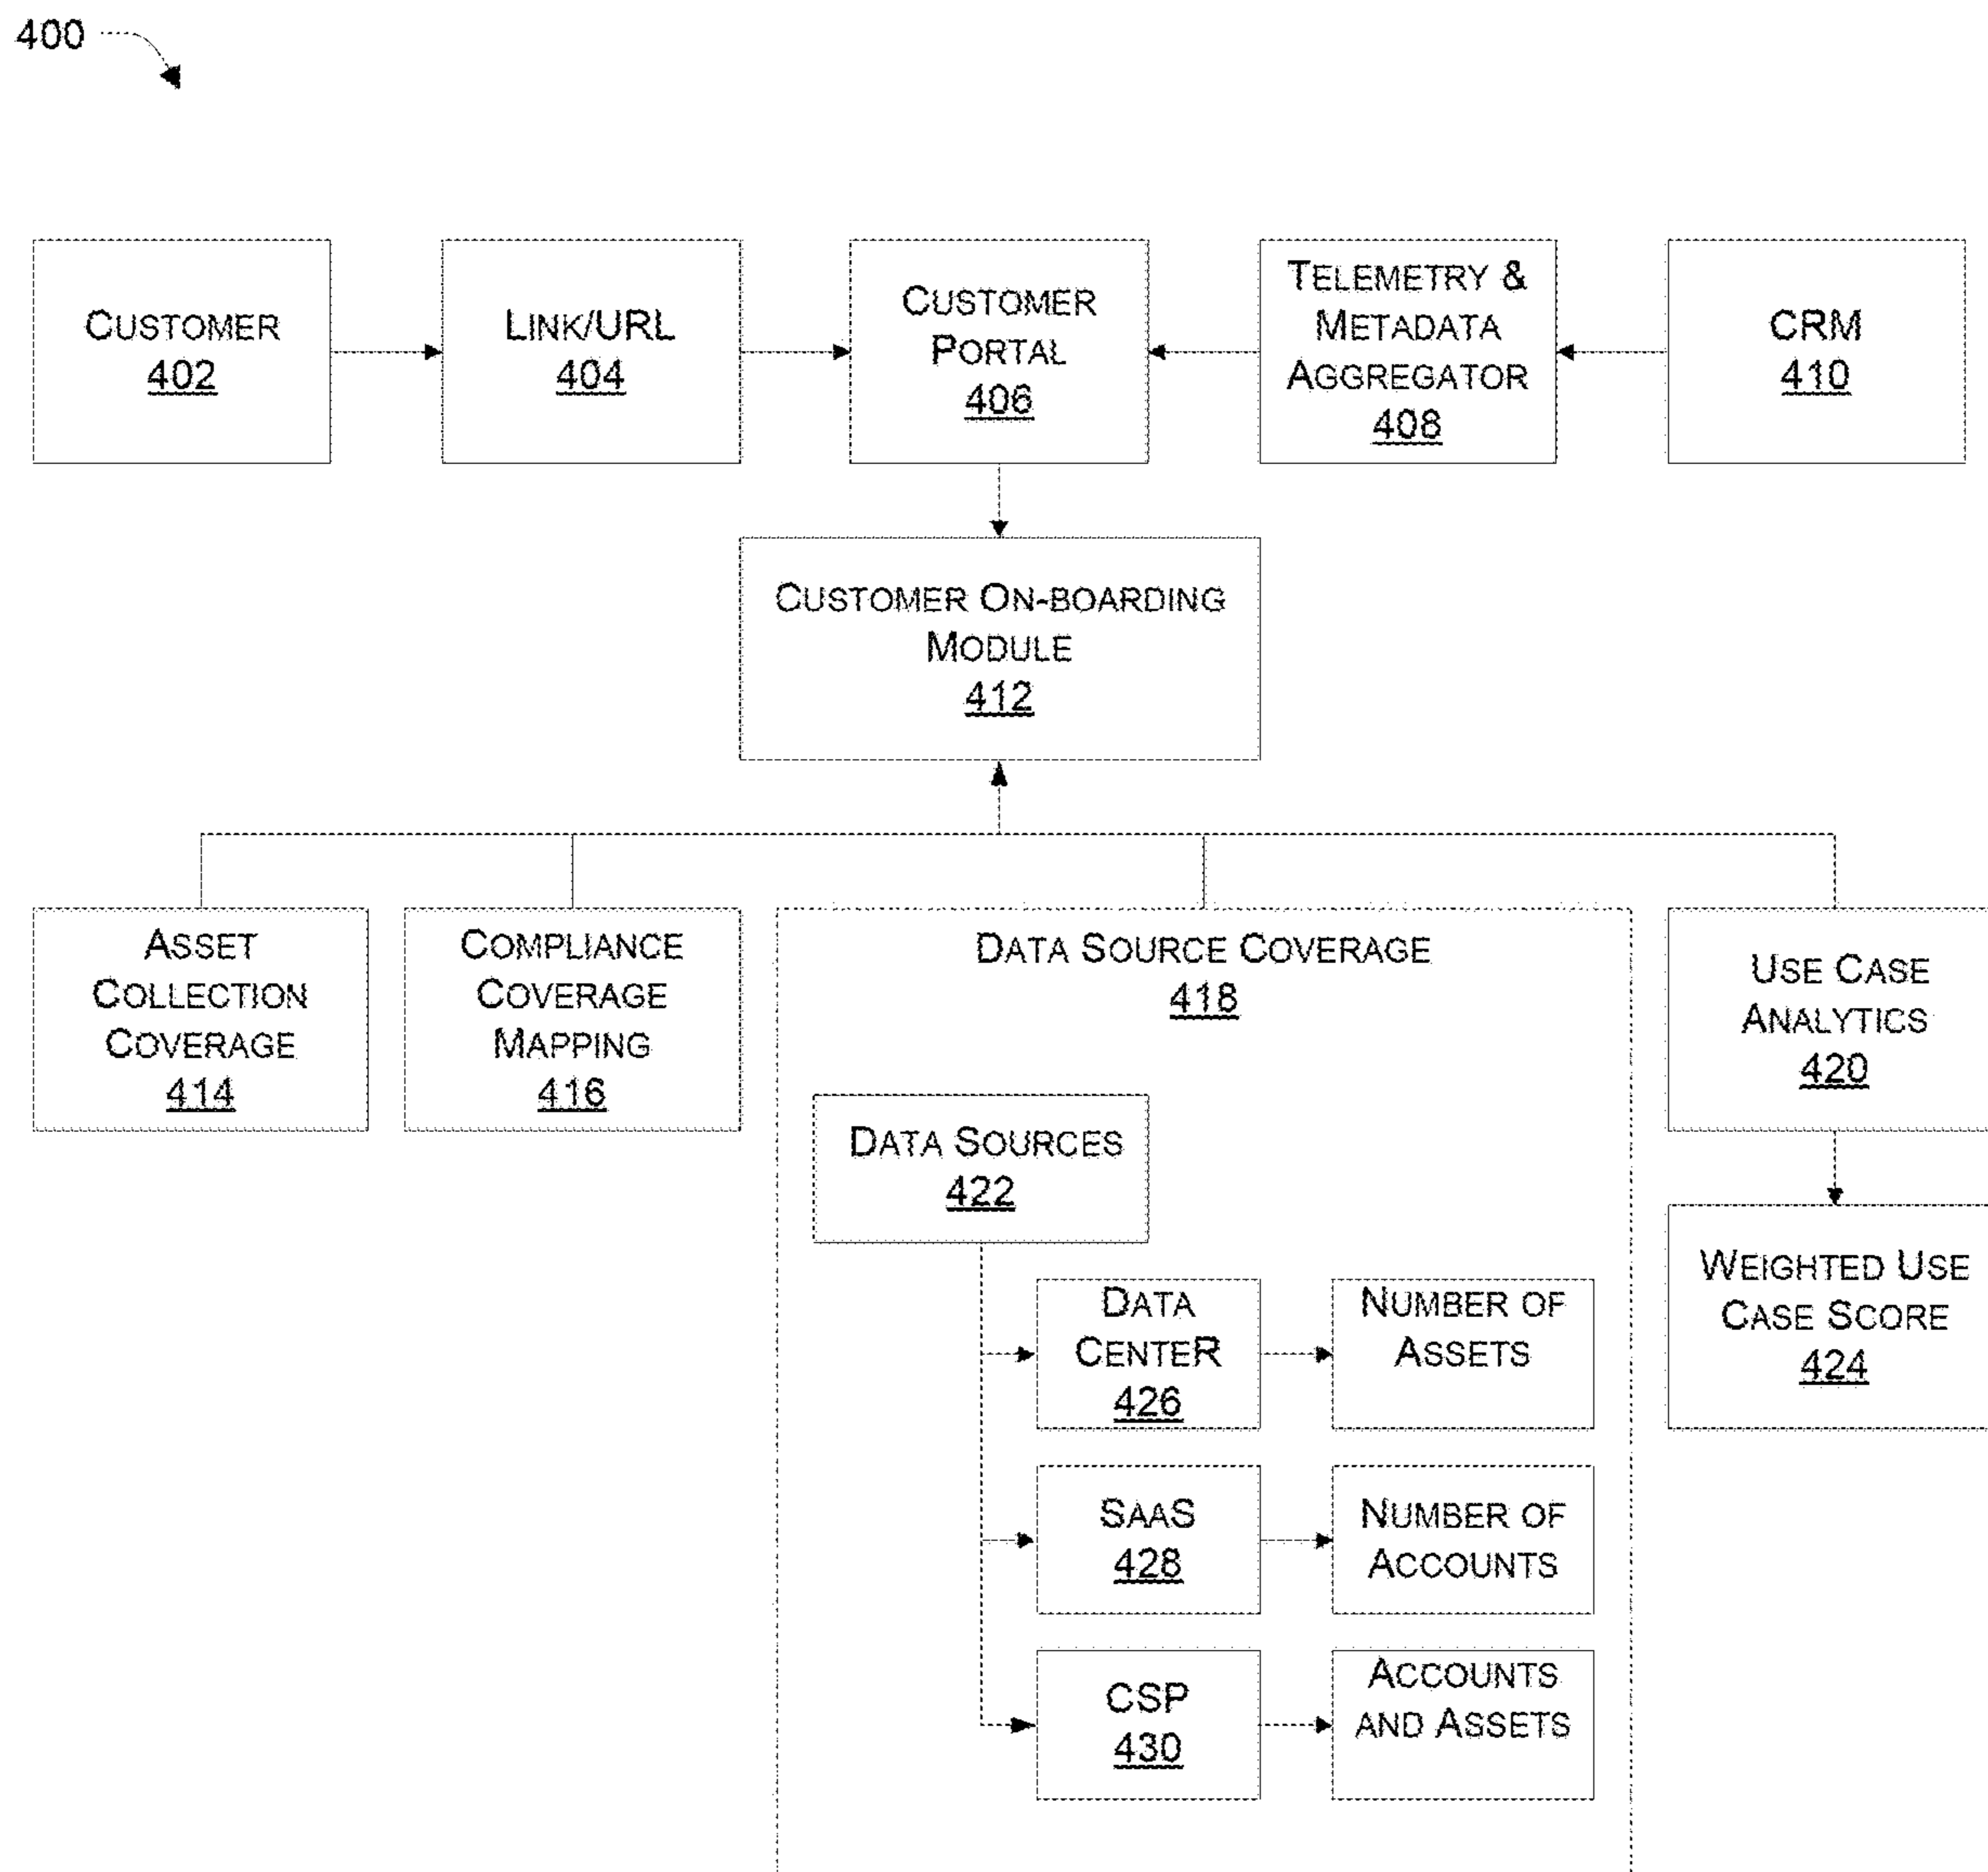 400
CUSTOMER
402
LINK/URL
404
CUSTOMER
PORTAL
406
TELEMETRY &
METADATA
AGGREGATOR
408
CRM
410
CUSTOMER ON-BOARDING
MODULE
412
ASSET
COLLECTION
COVERAGE
414
COMPLIANCE
COVERAGE
MAPPING
416
DATA SOURCE COVERAGE
418
USE CASE
ANALYTICS
420
DATA SOURCES
422
WEIGHTED USE
CASE SCORE
424
DATA
CENTER
426
NUMBER OF
ASSETS
SAAS
428
NUMBER OF
ACCOUNTS
CSP
430
ACCOUNTS
AND ASSETS